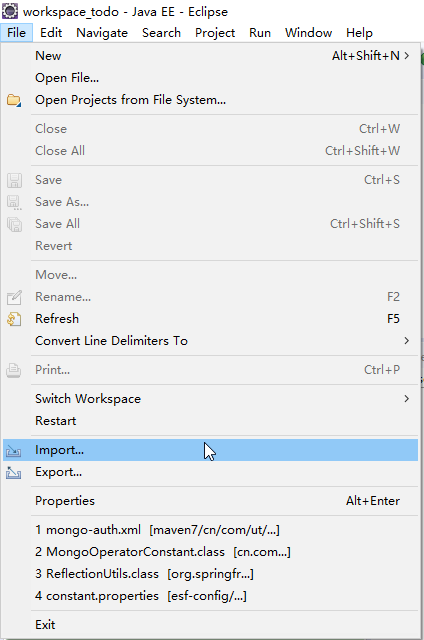 workspace_todo - Java EE - Eclipse
File Edit Navigate Search Project Run Window Help
New Alt+Shift+N >
Open File...
Open Projects from File System...
Close Ctrl+W
Close All Ctrl+Shift+W
Save Ctrl+S
Save As...
Save All Ctrl+Shift+S
Revert
Move...
Rename... F2
Refresh F5
Convert Line Delimiters To >
Print... Ctrl+P
Switch Workspace >
Restart
Import...
Export...
Properties Alt+Enter
1 mongo-auth.xml [maven7/cn/com/ut/...]
2 MongoOperatorConstant.class [cn.com...]
3 ReflectionUtils.class [org.springfr...]
4 constant.properties [esf-config/...]
Exit